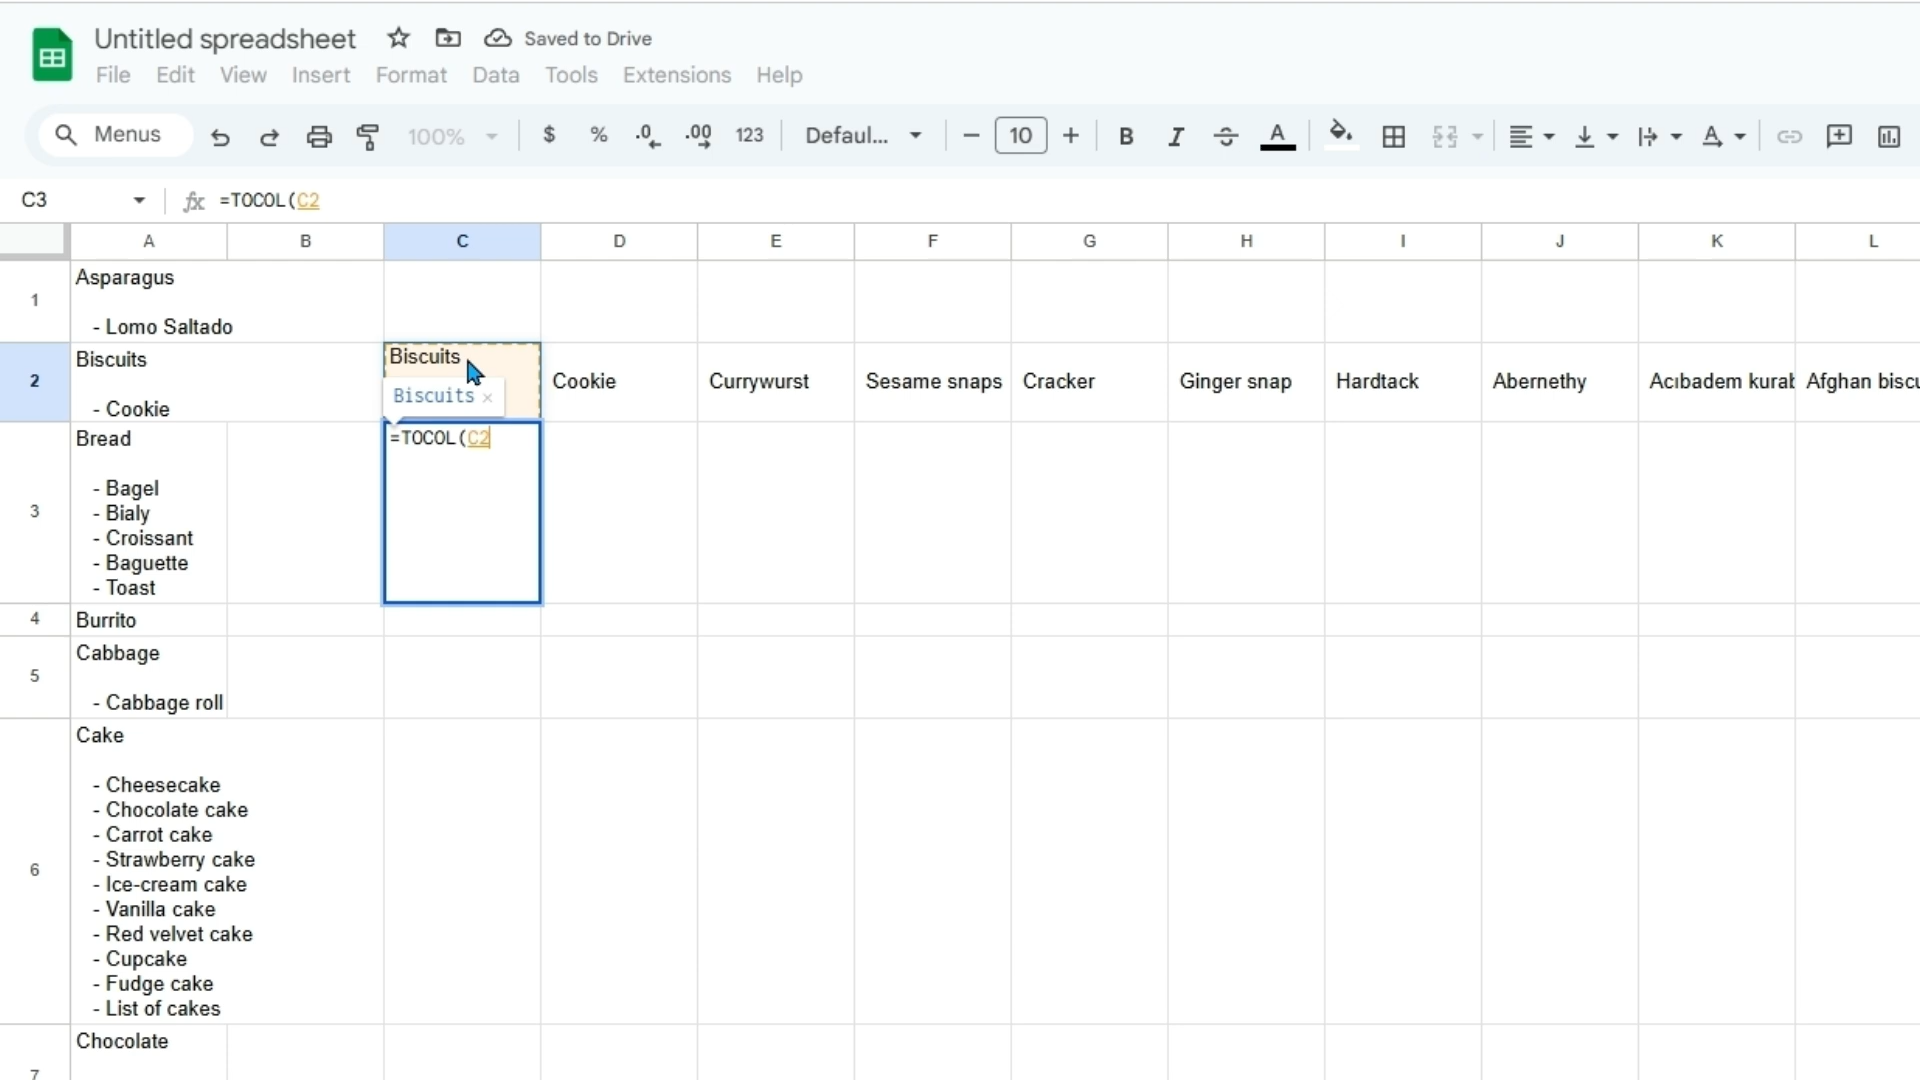 Untitled spreadsheet Saved to Drive
File Edit View Insert Format Data Tools Extensions Help
Menus 100% $ % .0 .00 123 Defaul... 10 B I A A
C3 fx =TOCOL(C2
A B C D E F G H I J K L
1
Asparagus
- Lomo Saltado
2
Biscuits
- Cookie
Biscuits
Biscuits ×
Cookie Currywurst Sesame snaps Cracker Ginger snap Hardtack Abernethy Acıbadem kurab Afghan biscu
3
Bread
- Bagel
- Bialy
- Croissant
- Baguette
- Toast
=TOCOL(C2
4
Burrito
5
Cabbage
- Cabbage roll
6
Cake
- Cheesecake
- Chocolate cake
- Carrot cake
- Strawberry cake
- Ice-cream cake
- Vanilla cake
- Red velvet cake
- Cupcake
- Fudge cake
- List of cakes
7
Chocolate